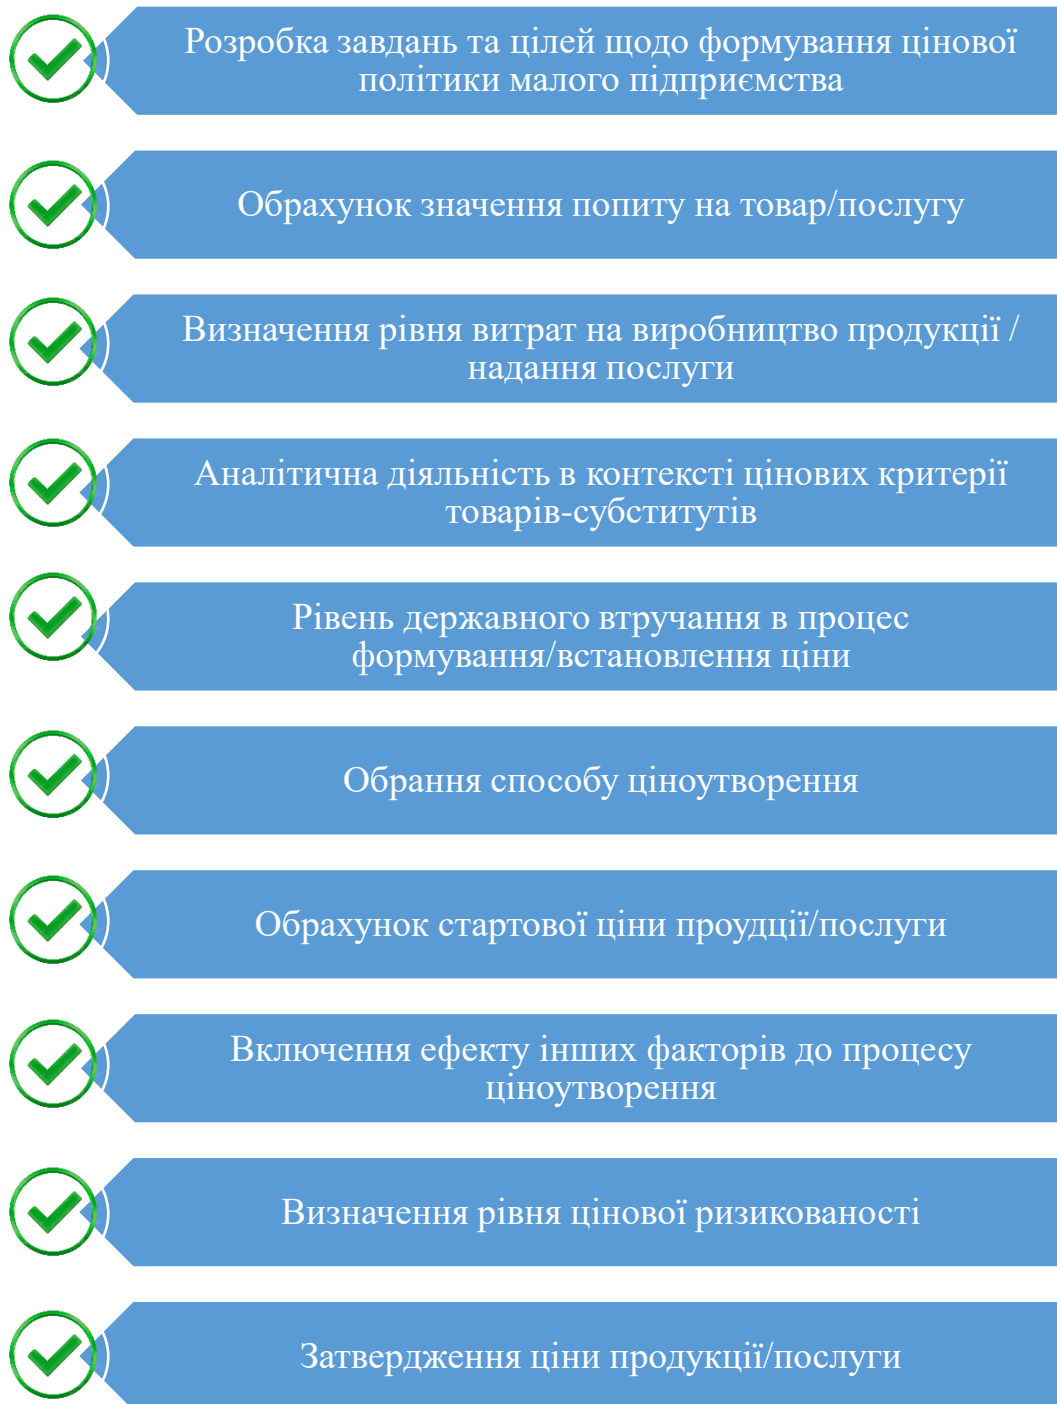 Розробка завдань та цілей щодо формування цінової
політики малого підприємства
Обрахунок значення попиту на товар/послугу
Визначення рівня витрат на виробництво продукції /
надання послуги
Аналітична діяльність в контексті цінових критерії
товарів-субститутів
Рівень державного втручання в процес
формування/встановлення ціни
Обрання способу ціноутворення
Обрахунок стартової ціни проудції/послуги
Включення ефекту інших факторів до процесу
ціноутворення
Визначення рівня цінової ризикованості
Затвердження ціни продукції/послуги